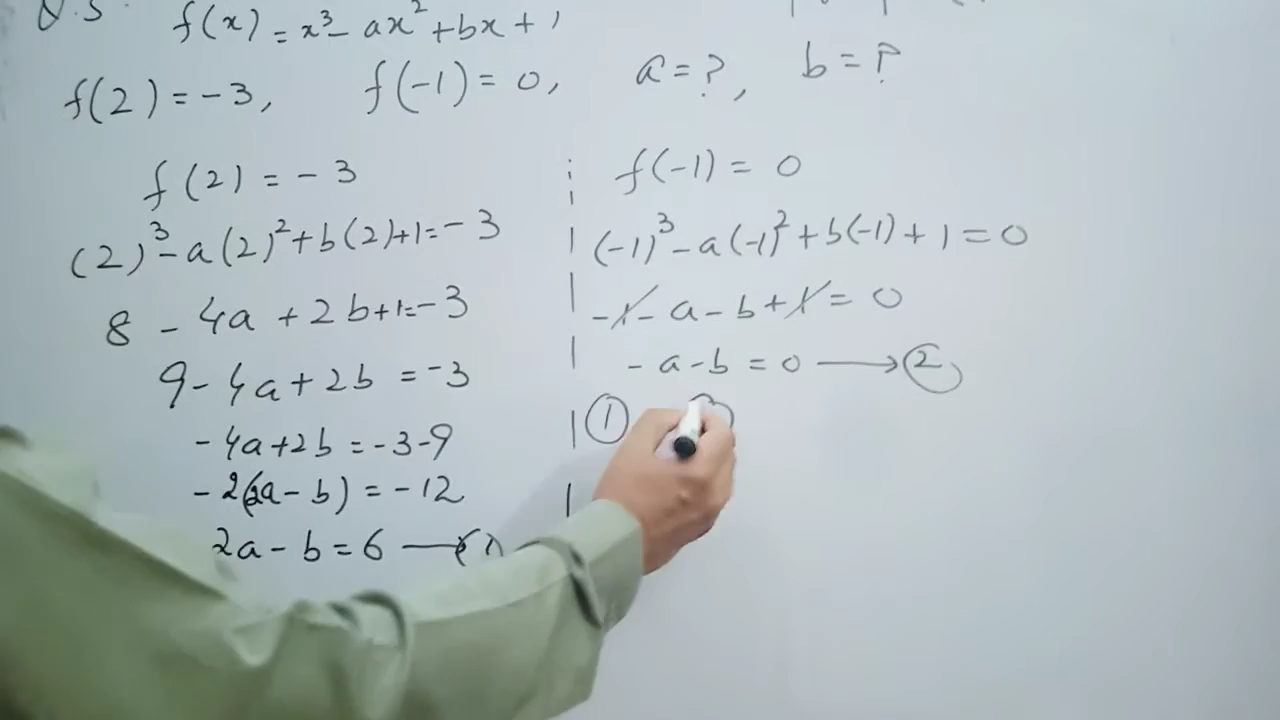 Q.5 f(x) = x³ - ax² + bx + 1
f(2) = -3, f(-1) = 0, a = ?, b = ?
f(2) = -3
(2)³ - a(2)² + b(2) + 1 = -3
8 - 4a + 2b + 1 = -3
9 - 4a + 2b = -3
-4a + 2b = -3 - 9
-2(2a - b) = -12
2a - b = 6 → (1)
f(-1) = 0
(-1)³ - a(-1)² + b(-1) + 1 = 0
-1 - a - b + 1 = 0
-a - b = 0 → (2)
(1)